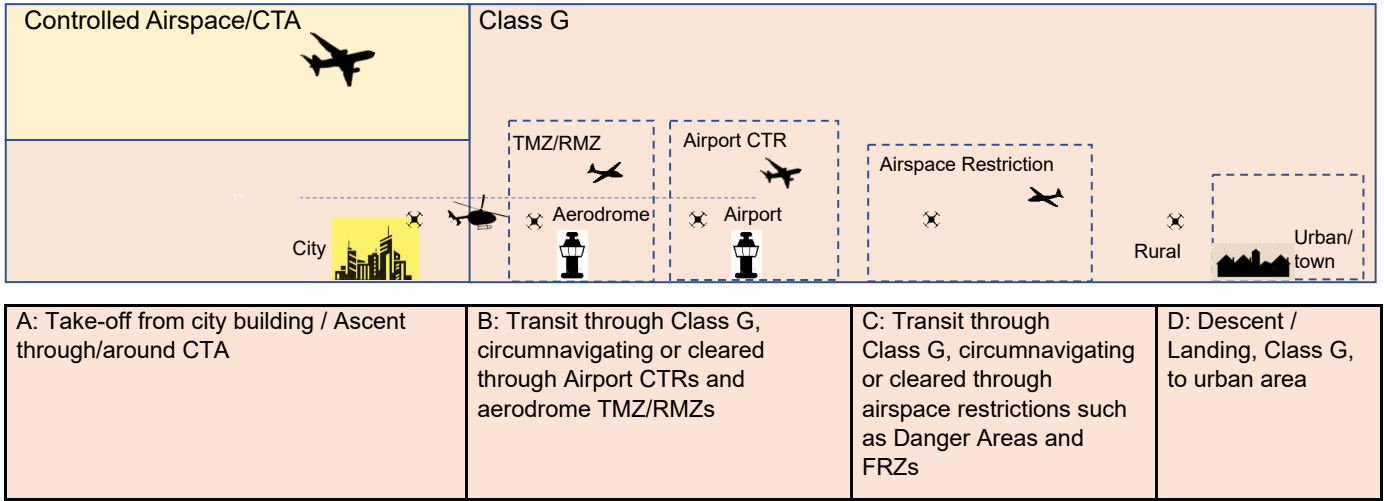 Controlled Airspace/CTA
Class G
TMZ/RMZ
Airport CTR
Airspace Restriction
Aerodrome
Airport
City
Rural
Urban/
town
A: Take-off from city building / Ascent
through/around CTA
B: Transit through Class G,
circumnavigating or cleared
through Airport CTRs and
aerodrome TMZ/RMZs
C: Transit through
Class G, circumnavigating
or cleared through
airspace restrictions such
as Danger Areas and
FRZs
D: Descent /
Landing, Class G,
to urban area